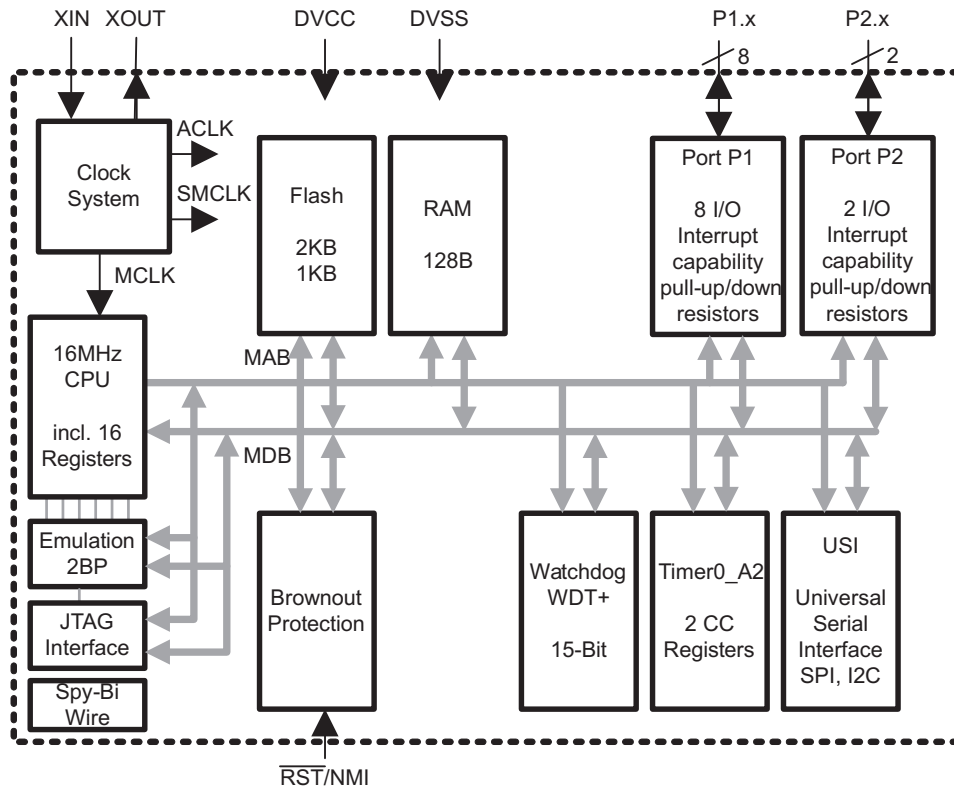 XIN XOUT DVCC DVSS P1.x P2.x
8 2
Clock
System
ACLK
SMCLK
MCLK
Flash
2KB
1KB
RAM
128B
Port P1
8 I/O
Interrupt
capability
pull-up/down
resistors
Port P2
2 I/O
Interrupt
capability
pull-up/down
resistors
16MHz
CPU
incl. 16
Registers
MAB
MDB
Emulation
2BP
JTAG
Interface
Spy-Bi
Wire
Brownout
Protection
Watchdog
WDT+
15-Bit
Timer0_A2
2 CC
Registers
USI
Universal
Serial
Interface
SPI, I2C
RST/NMI